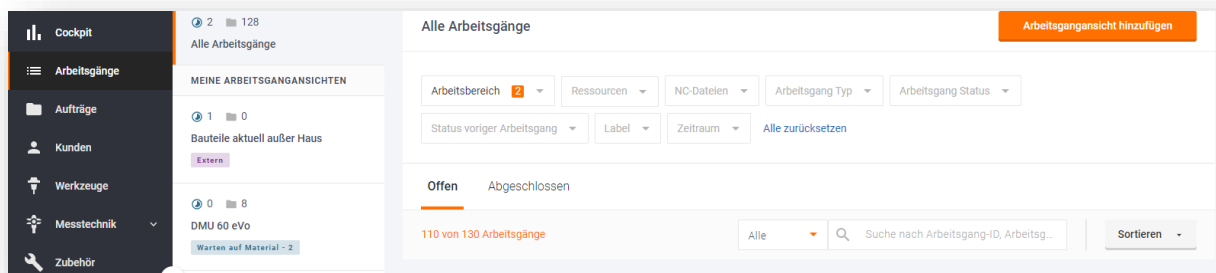 Cockpit
Arbeitsgänge
Aufträge
Kunden
Werkzeuge
Messtechnik
Zubehör
2 128
Alle Arbeitsgänge
MEINE ARBEITSGANGANSICHTEN
1 0
Bauteile aktuell außer Haus
Extern
0 8
DMU 60 eVo
Warten auf Material - 2
Alle Arbeitsgänge
Arbeitsgangansicht hinzufügen
Arbeitsbereich 2 Ressourcen NC-Dateien Arbeitsgang Typ Arbeitsgang Status
Status voriger Arbeitsgang Label Zeitraum Alle zurücksetzen
Offen Abgeschlossen
110 von 130 Arbeitsgänge Alle Suche nach Arbeitsgang-ID, Arbeitsg... Sortieren